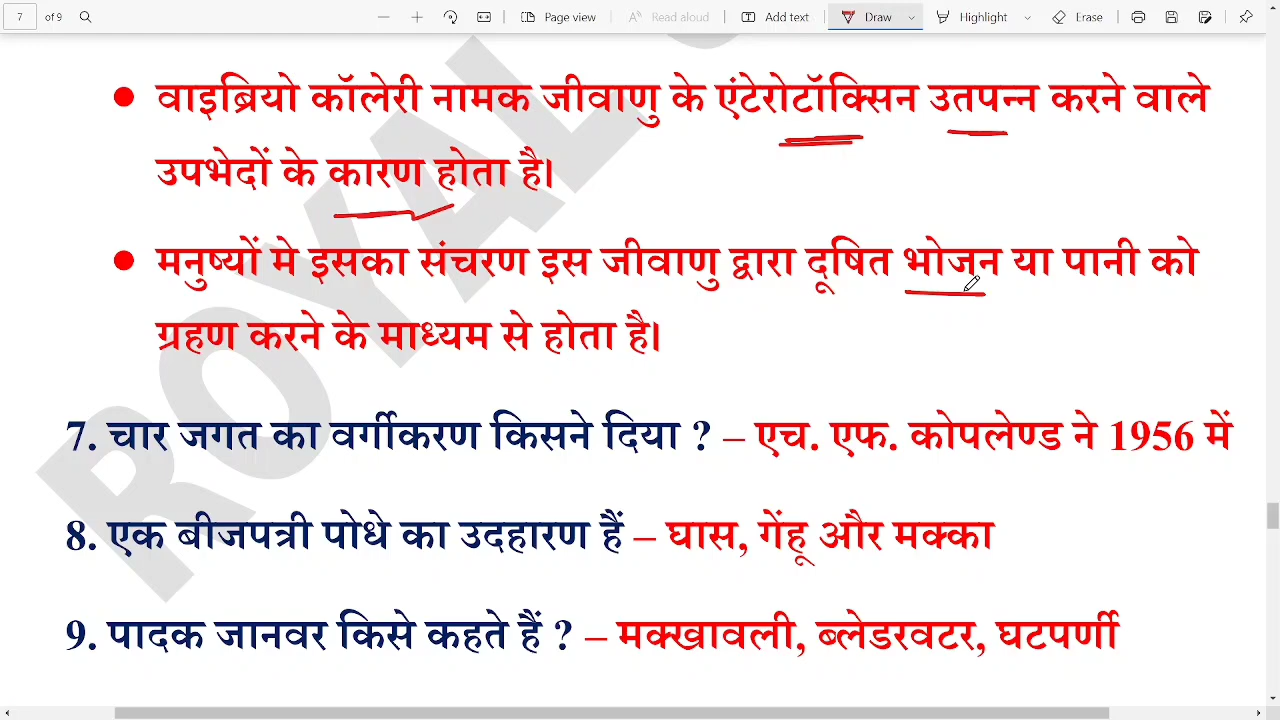 7 of 9 Page view Read aloud Add text Draw Highlight Erase
वाइब्रियो कॉलेरी नामक जीवाणु के एंटेरोटॉक्सिन उतपन्न करने वाले
उपभेदों के कारण होता है।
मनुष्यों मे इसका संचरण इस जीवाणु द्वारा दूषित भोजन या पानी को
ग्रहण करने के माध्यम से होता है।
7. चार जगत का वर्गीकरण किसने दिया ? – एच. एफ. कोपलेण्ड ने 1956 में
8. एक बीजपत्री पोधे का उदहारण हैं – घास, गेंहू और मक्का
9. पादक जानवर किसे कहते हैं ? – मक्खावली, ब्लेडरवटर, घटपर्णी
ROYAL